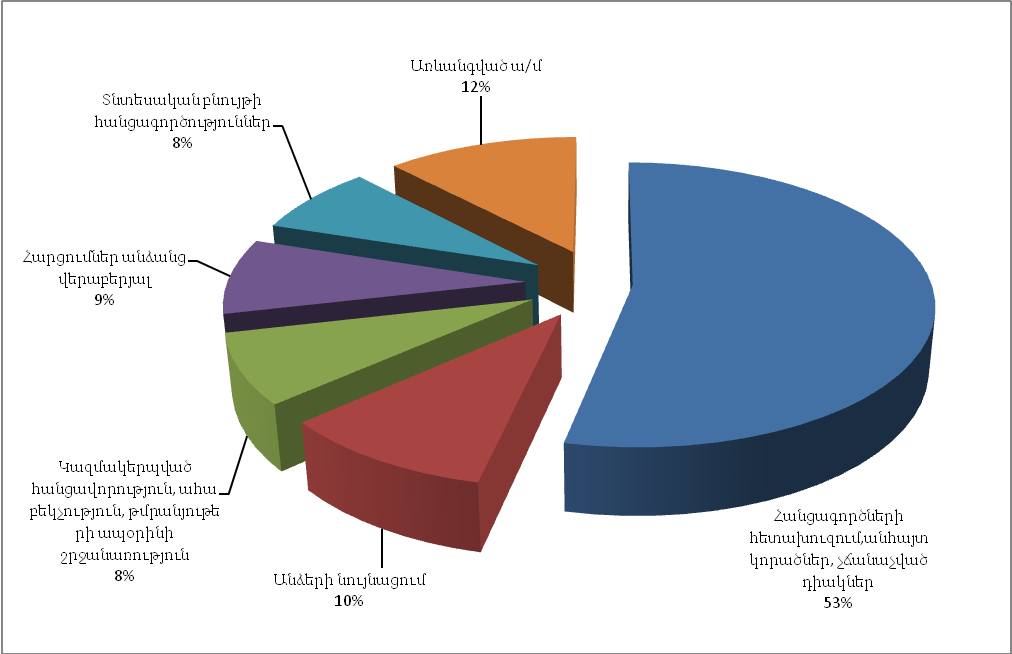 Առևանգված ա/մ
12%
Տնտեսական բնույթի
հանցագործություններ
8%
Հարցումներ անձանց
վերաբերյալ
9%
Կազմակերպված
հանցավորություն, ահա
բեկչություն, թմրանյութե
րի ապօրինի
շրջանառություն
8%
Անձերի նույնացում
10%
Հանցագործների
հետախուզում,անհայտ
կորածներ, չճանաչված
դիակներ
53%